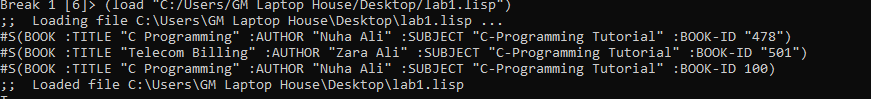 Break 1 [6]> (load "C:/Users/GM Laptop House/Desktop/lab1.lisp")
;;  Loading file C:\Users\GM Laptop House\Desktop\lab1.lisp ...
#S(BOOK :TITLE "C Programming" :AUTHOR "Nuha Ali" :SUBJECT "C-Programming Tutorial" :BOOK-ID "478")
#S(BOOK :TITLE "Telecom Billing" :AUTHOR "Zara Ali" :SUBJECT "C-Programming Tutorial" :BOOK-ID "501")
#S(BOOK :TITLE "C Programming" :AUTHOR "Nuha Ali" :SUBJECT "C-Programming Tutorial" :BOOK-ID 100)
;;  Loaded file C:\Users\GM Laptop House\Desktop\lab1.lisp